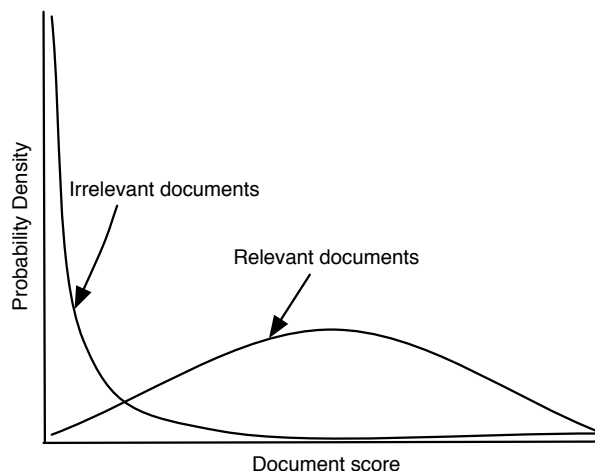 Irrelevant documents
Relevant documents
Probability Density
Document score